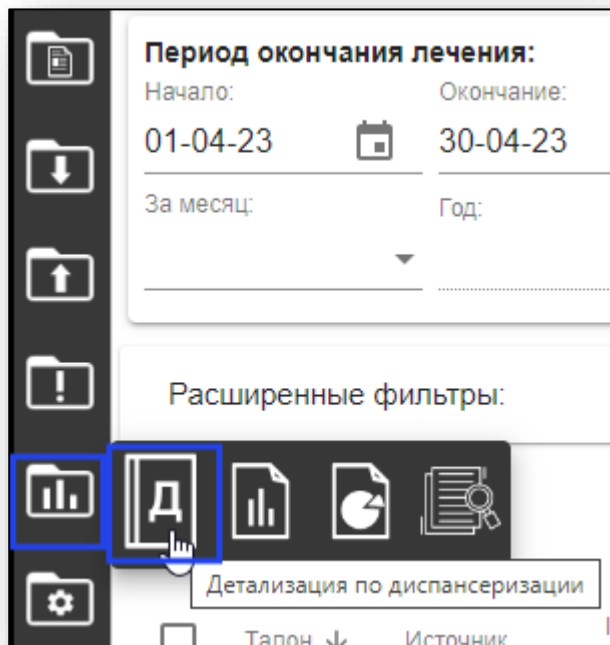 Период окончания лечения:
Начало: Окончание:
01-04-23 30-04-23
За месяц: Год:
Расширенные фильтры:
Д
Детализация по диспансеризации
Талон Источник